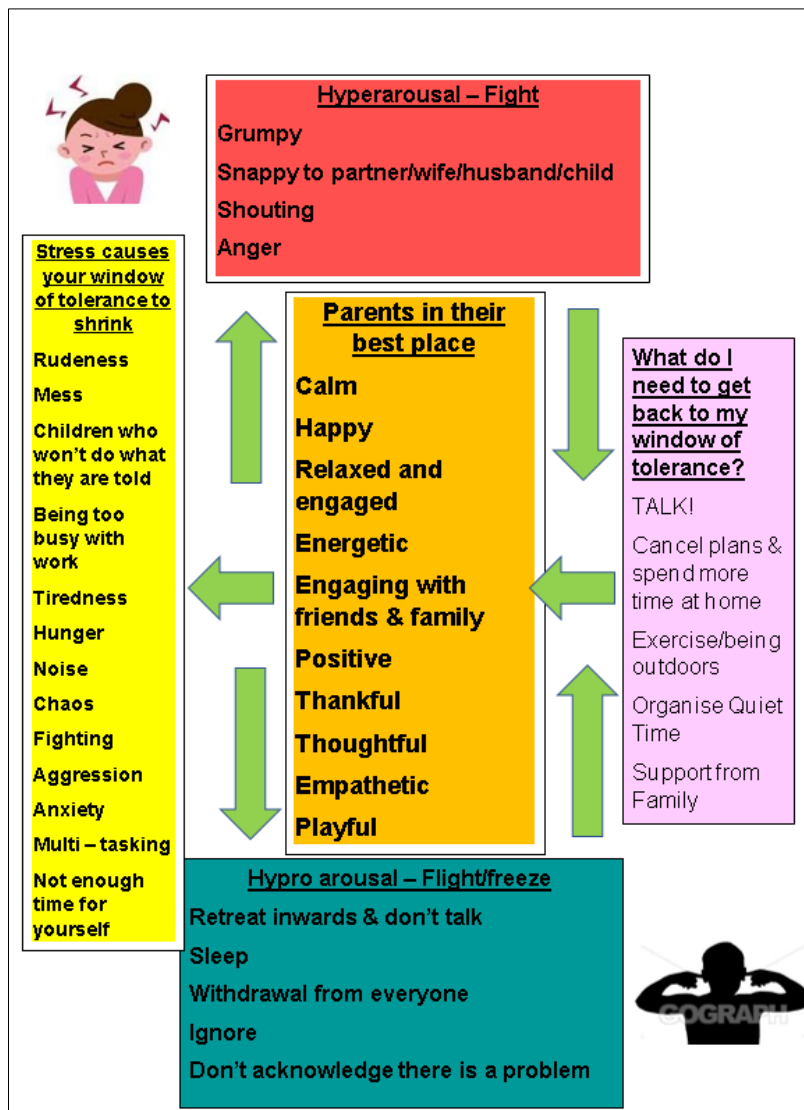 Hyperarousal – Fight
Grumpy
Snappy to partner/wife/husband/child
Shouting
Anger
Stress causes
your window
of tolerance to
shrink
Rudeness
Mess
Children who
won't do what
they are told
Being too
busy with
work
Tiredness
Hunger
Noise
Chaos
Fighting
Aggression
Anxiety
Multi – tasking
Not enough
time for
yourself
Parents in their
best place
Calm
Happy
Relaxed and
engaged
Energetic
Engaging with
friends & family
Positive
Thankful
Thoughtful
Empathetic
Playful
What do I
need to get
back to my
window of
tolerance?
TALK!
Cancel plans &
spend more
time at home
Exercise/being
outdoors
Organise Quiet
Time
Support from
Family
Hypro arousal – Flight/freeze
Retreat inwards & don't talk
Sleep
Withdrawal from everyone
Ignore
Don't acknowledge there is a problem
GOGRAPH